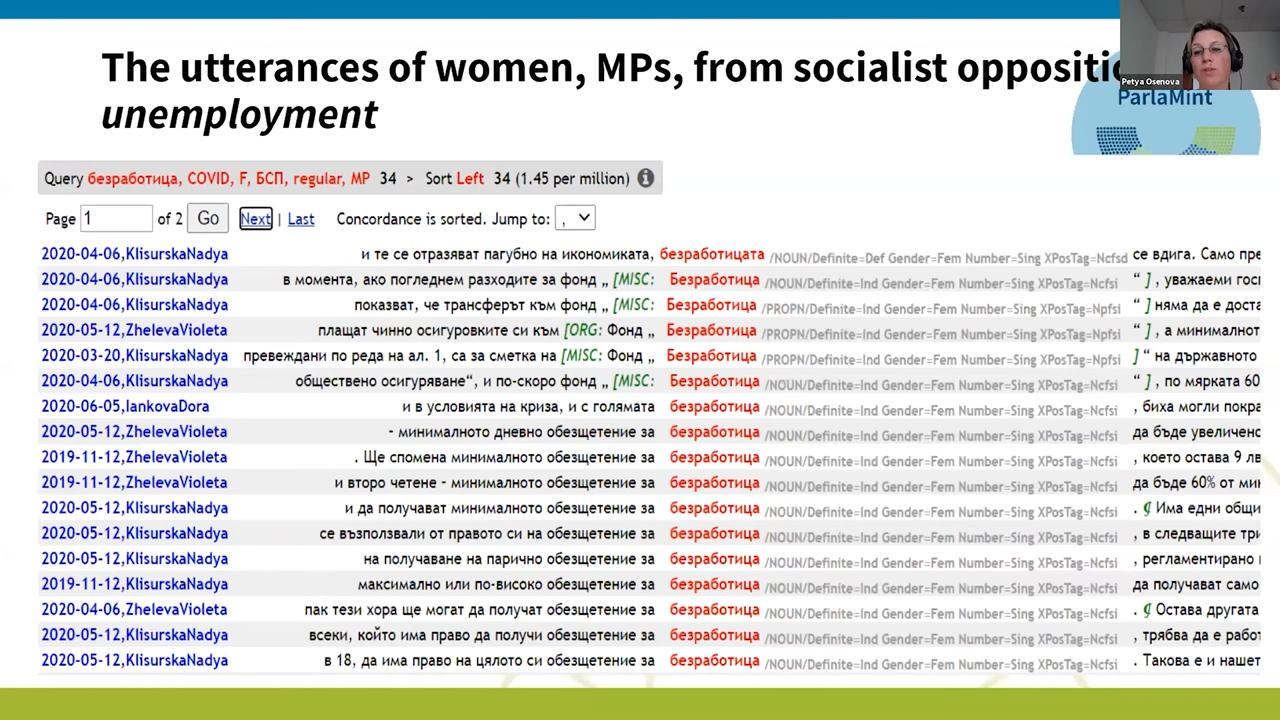 The utterances of women, MPs, from socialist oppositi
unemployment
Petya Osenova
ParlaMint
Query безработица, COVID, F, БСП, regular, MP 34 > Sort Left 34 (1.45 per million)
Page 1 of 2 Go Next | Last Concordance is sorted. Jump to: ,
2020-04-06,KlisurskaNadya и те се отразяват пагубно на икономиката, безработицата /NOUN/Definite=Def Gender=Fem Number=Sing XPosTag=Ncfsd се вдига. Само пре
2020-04-06,KlisurskaNadya в момента, ако погледнем разходите за фонд „ [MISC: Безработица /NOUN/Definite=Ind Gender=Fem Number=Sing XPosTag=Ncfsi “ ] , уважаеми госп
2020-04-06,KlisurskaNadya показват, че трансферът към фонд „ [MISC: Безработица /PROPN/Definite=Ind Gender=Fem Number=Sing XPosTag=Npfsi “ ] няма да е доста
2020-05-12,ZhelevaVioleta плащат чинно осигуровките си към [ORG: Фонд „ Безработица /PROPN/Definite=Ind Gender=Fem Number=Sing XPosTag=Npfsi “ ] , а минималнот
2020-03-20,KlisurskaNadya превеждани по реда на ал. 1, са за сметка на [MISC: Фонд „ Безработица /PROPN/Definite=Ind Gender=Fem Number=Sing XPosTag=Npfsi ] “ на държавното
2020-04-06,KlisurskaNadya обществено осигуряване“, и по-скоро фонд „ [MISC: Безработица /NOUN/Definite=Ind Gender=Fem Number=Sing XPosTag=Ncfsi “ ] , по мярката 60
2020-06-05,IankovaDora и в условията на криза, и с голямата безработица /NOUN/Definite=Ind Gender=Fem Number=Sing XPosTag=Ncfsi , биха могли покра
2020-05-12,ZhelevaVioleta - минималното дневно обезщетение за безработица /NOUN/Definite=Ind Gender=Fem Number=Sing XPosTag=Ncfsi да бъде увеличено
2019-11-12,ZhelevaVioleta . Ще спомена минималното обезщетение за безработица /NOUN/Definite=Ind Gender=Fem Number=Sing XPosTag=Ncfsi , което остава 9 лв
2019-11-12,ZhelevaVioleta и второ четене - минималното обезщетение за безработица /NOUN/Definite=Ind Gender=Fem Number=Sing XPosTag=Ncfsi да бъде 60% от мин
2020-05-12,KlisurskaNadya и да получават минималното обезщетение за безработица /NOUN/Definite=Ind Gender=Fem Number=Sing XPosTag=Ncfsi . ¶ Има едни общи
2020-05-12,KlisurskaNadya се възползвали от правото си на обезщетение за безработица /NOUN/Definite=Ind Gender=Fem Number=Sing XPosTag=Ncfsi , в следващите три
2020-05-12,KlisurskaNadya на получаване на парично обезщетение за безработица /NOUN/Definite=Ind Gender=Fem Number=Sing XPosTag=Ncfsi , регламентирано
2019-11-12,KlisurskaNadya максимално или по-високо обезщетение за безработица /NOUN/Definite=Ind Gender=Fem Number=Sing XPosTag=Ncfsi да получават само
2020-04-06,ZhelevaVioleta пак тези хора ще могат да получат обезщетение за безработица /NOUN/Definite=Ind Gender=Fem Number=Sing XPosTag=Ncfsi . ¶ Остава другата
2020-05-12,KlisurskaNadya всеки, който има право да получи обезщетение за безработица /NOUN/Definite=Ind Gender=Fem Number=Sing XPosTag=Ncfsi , трябва да е работ
2020-05-12,KlisurskaNadya в 18, да има право на цялото си обезщетение за безработица /NOUN/Definite=Ind Gender=Fem Number=Sing XPosTag=Ncfsi . Такова е и нашет